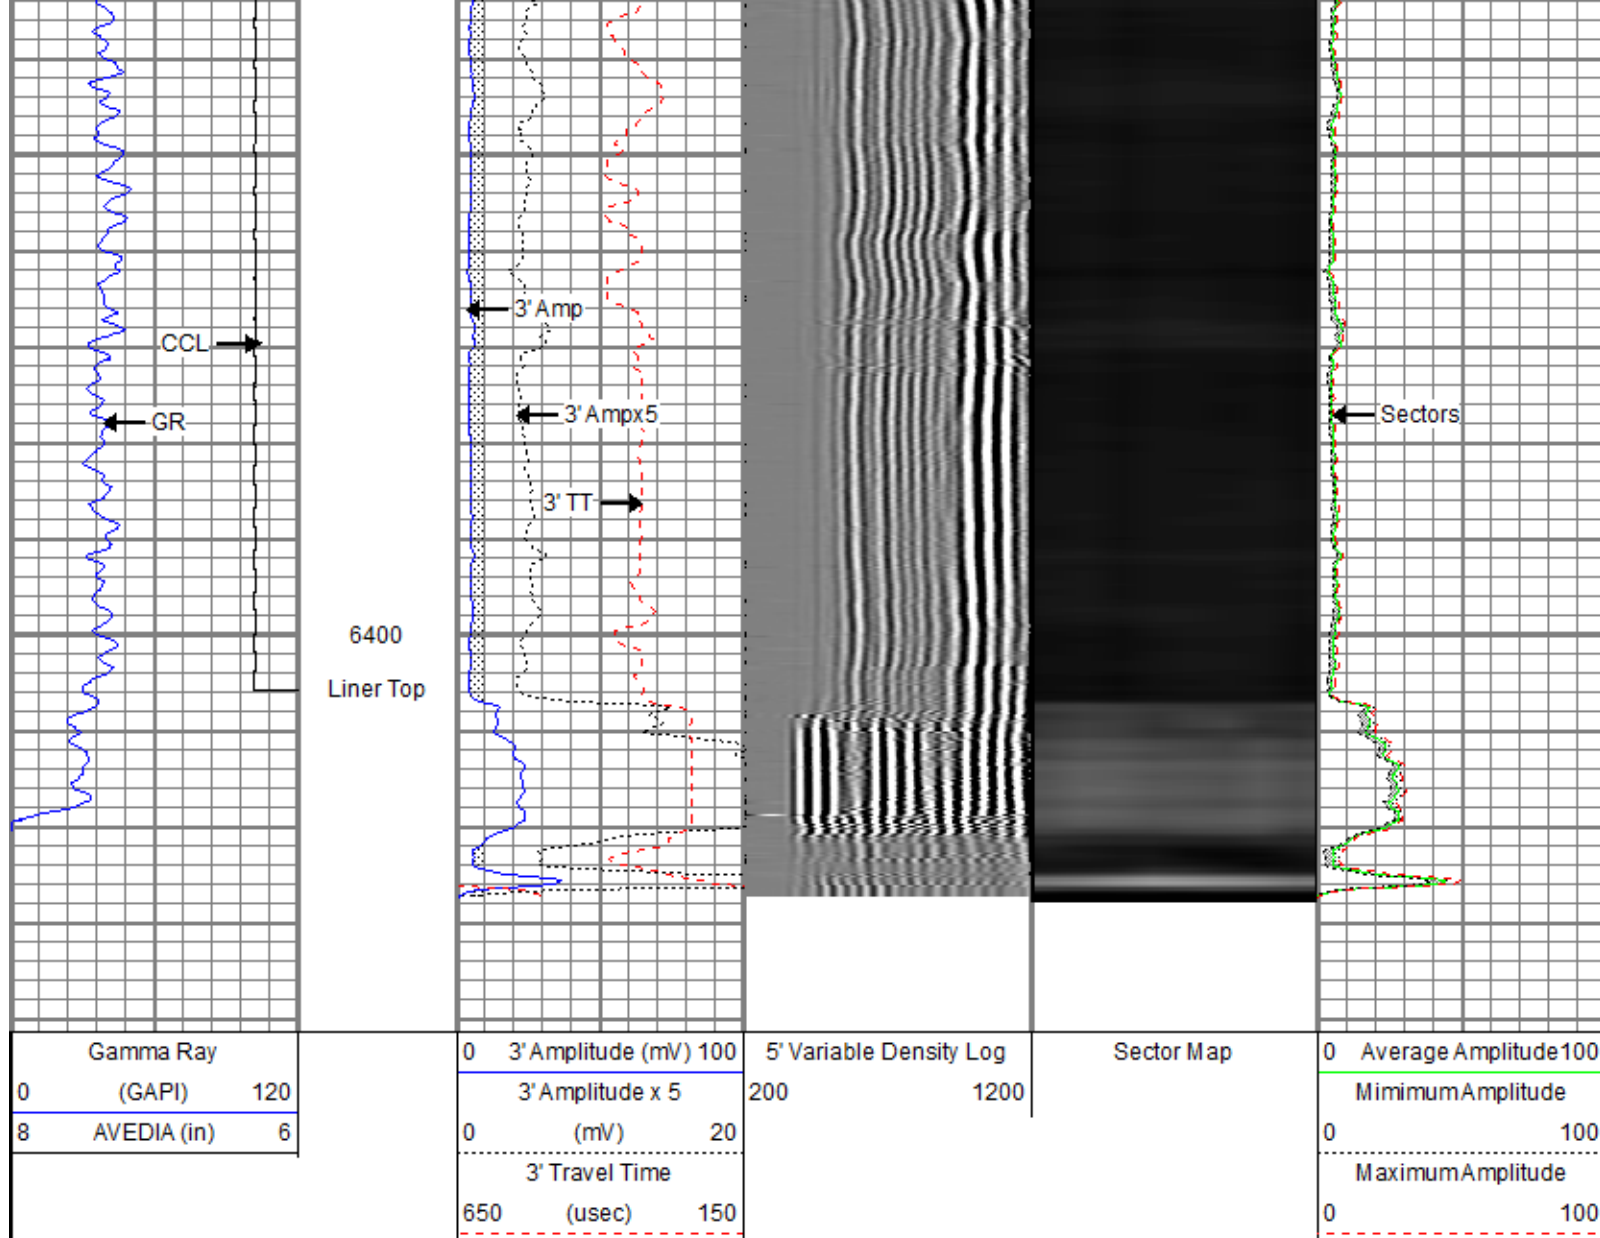 3' Amp
CCL
3' Ampx5
Sectors
GR
3' TT
6400
Liner Top
Gamma Ray
0 (GAPI) 120
8 AVEDIA (in) 6
0 3' Amplitude (mV) 100
3' Amplitude x 5
0 (mV) 20
3' Travel Time
650 (usec) 150
5' Variable Density Log
200 1200
Sector Map
0 Average Amplitude 100
Mimimum Amplitude
0 100
Maximum Amplitude
0 100